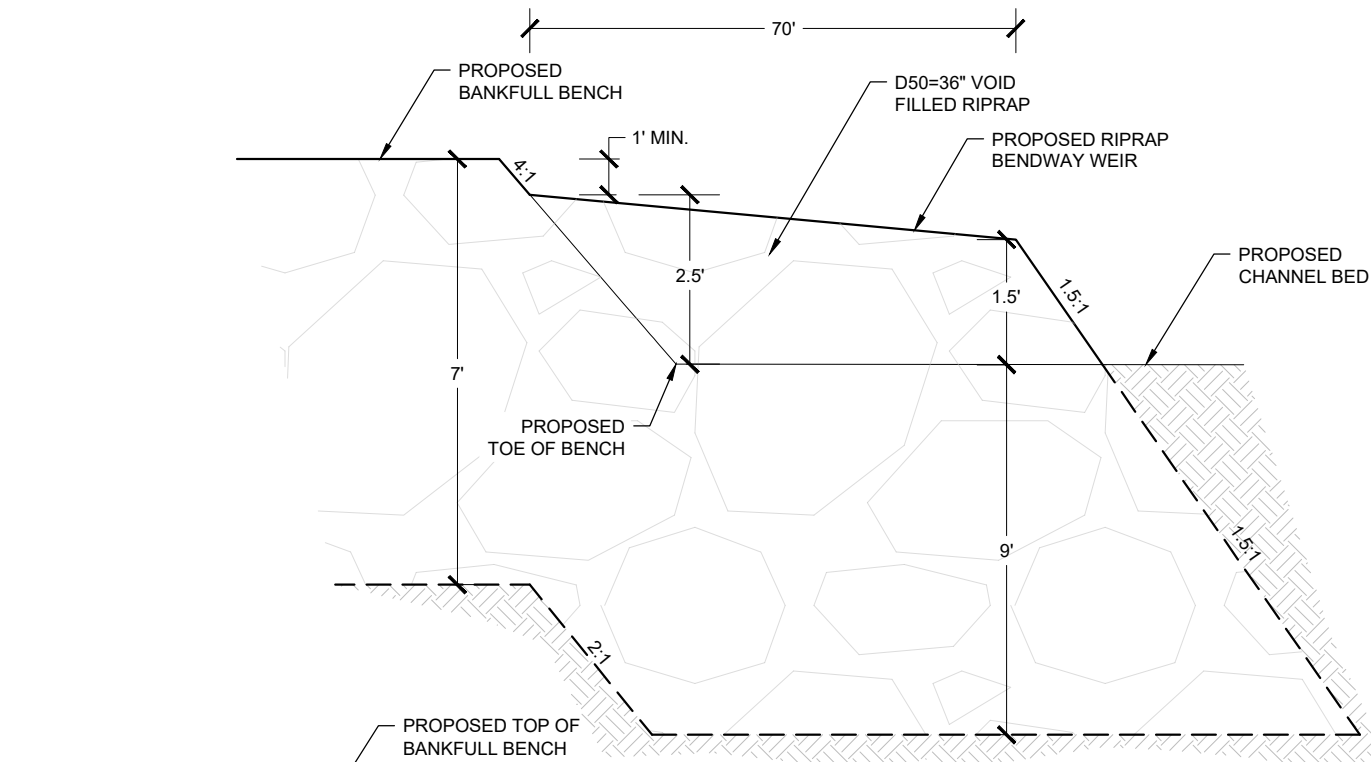 70'
PROPOSED
BANKFULL BENCH
D50=36" VOID
FILLED RIPRAP
1' MIN.
PROPOSED RIPRAP
BENDWAY WEIR
4:1
PROPOSED
CHANNEL BED
2.5'
1.5'
1.5:1
7'
PROPOSED
TOE OF BENCH
9'
1.5:1
2:1
PROPOSED TOP OF
BANKFULL BENCH